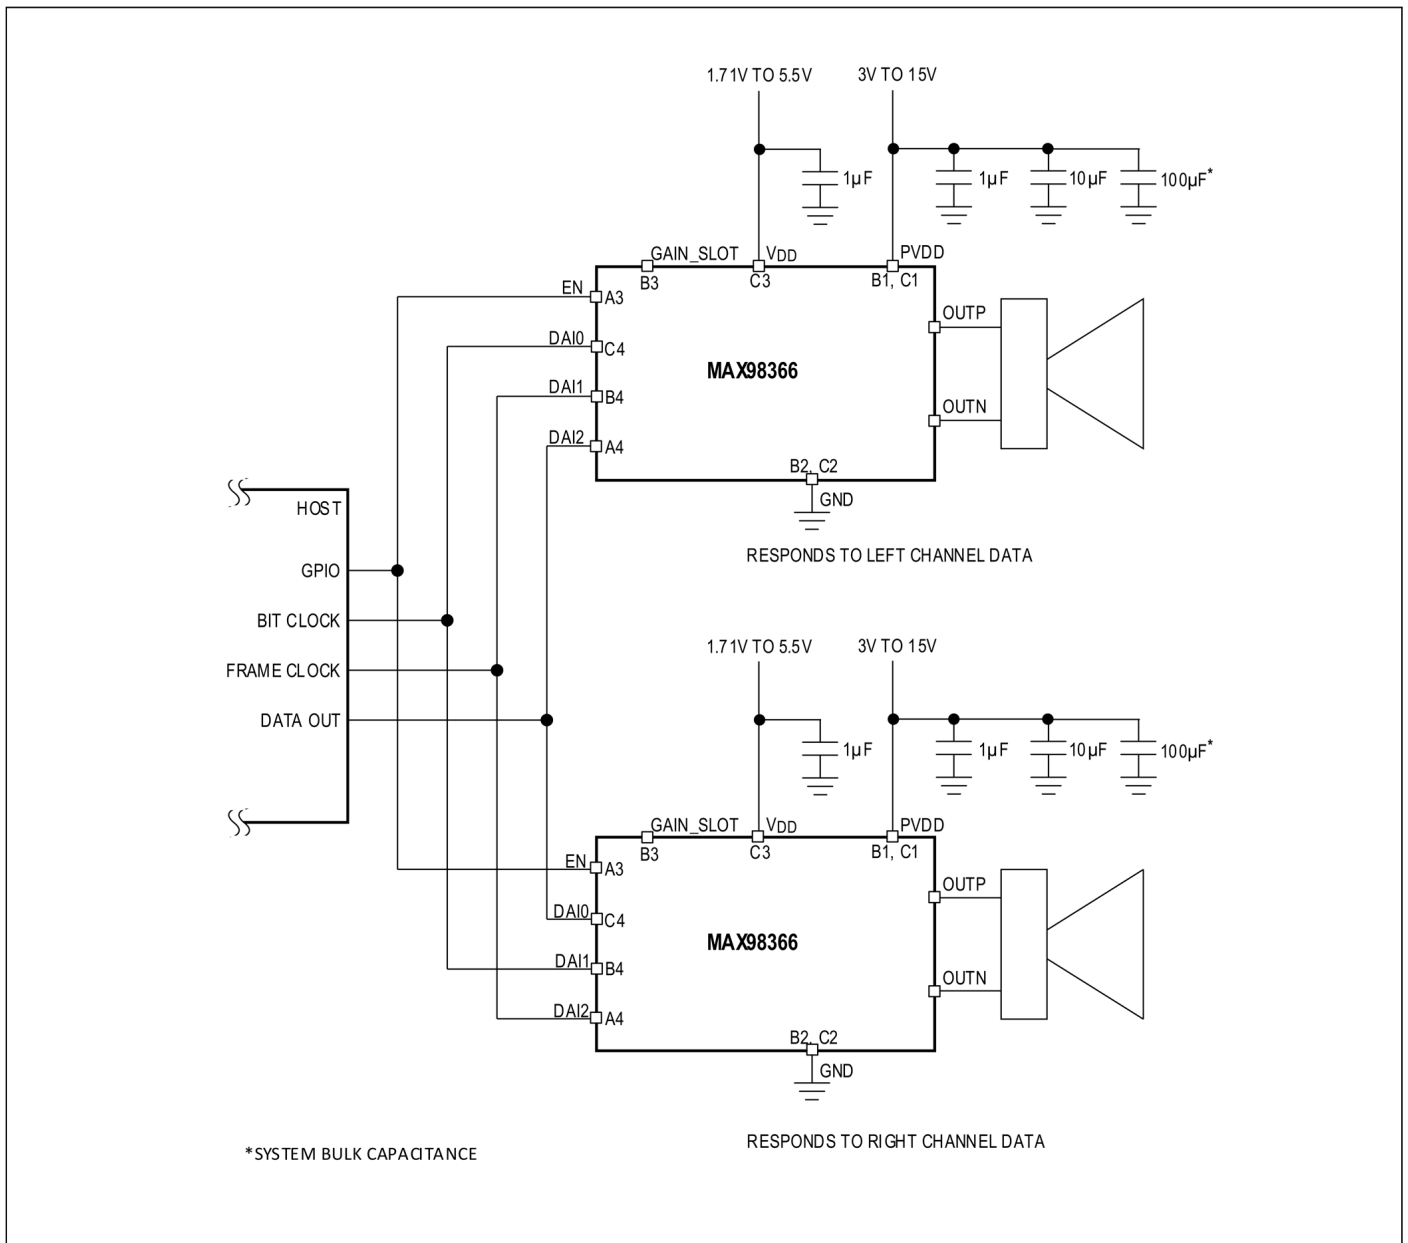 1.71V TO 5.5V
3V TO 15V
1µF
1µF
10µF
100µF*
GAIN_SLOT
VDD
PVDD
B3
C3
B1, C1
EN
A3
DAI0
C4
DAI1
B4
DAI2
A4
MAX98366
OUTP
OUTN
B2, C2
GND
RESPONDS TO LEFT CHANNEL DATA
HOST
GPIO
BIT CLOCK
FRAME CLOCK
DATA OUT
1.71V TO 5.5V
3V TO 15V
1µF
1µF
10µF
100µF*
GAIN_SLOT
VDD
PVDD
B3
C3
B1, C1
EN
A3
DAI0
C4
DAI1
B4
DAI2
A4
MAX98366
OUTP
OUTN
B2, C2
GND
RESPONDS TO RIGHT CHANNEL DATA
*SYSTEM BULK CAPACITANCE